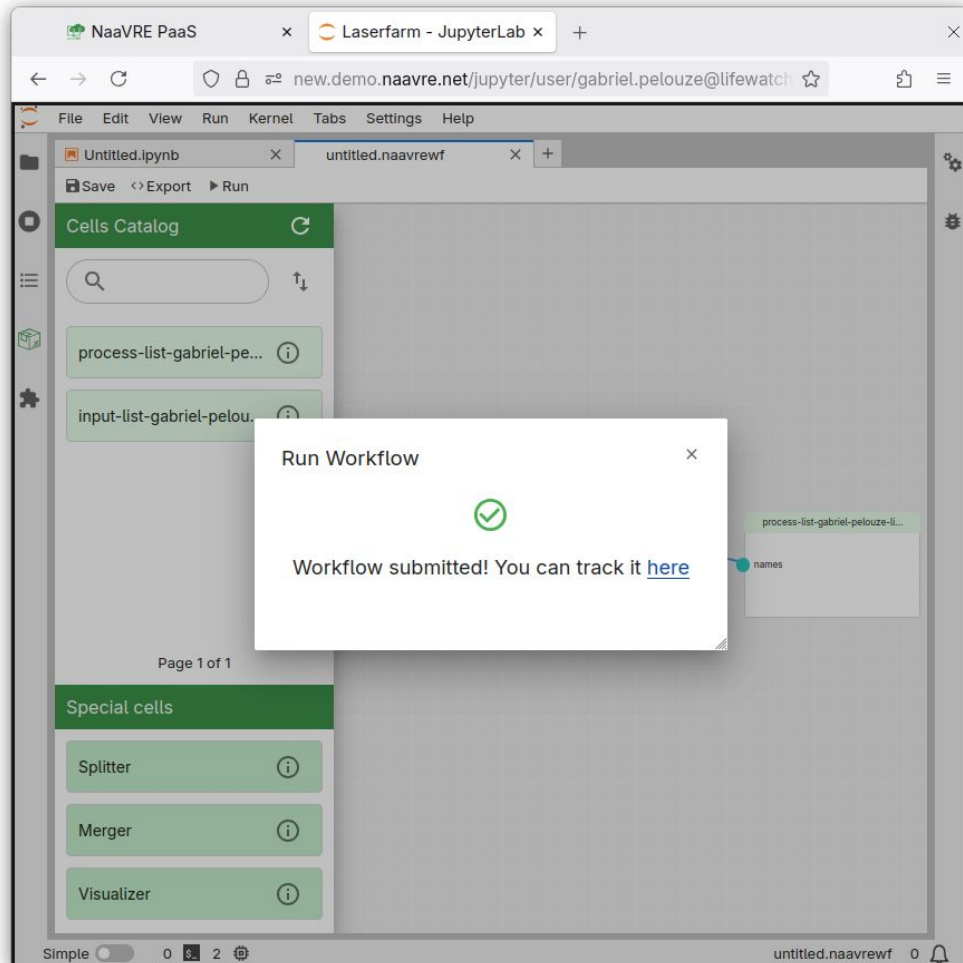 NaaVRE PaaS
Laserfarm - JupyterLab
new.demo.naavre.net/jupyter/user/gabriel.pelouze@lifewatch
File Edit View Run Kernel Tabs Settings Help
Untitled.ipynb
untitled.naavrewf
Save Export Run
Cells Catalog
process-list-gabriel-pe...
input-list-gabriel-pelou...
Run Workflow
Workflow submitted! You can track it here
process-list-gabriel-pelouze-li...
names
Page 1 of 1
Special cells
Splitter
Merger
Visualizer
Simple 0 $_ 2 untitled.naavrewf 0